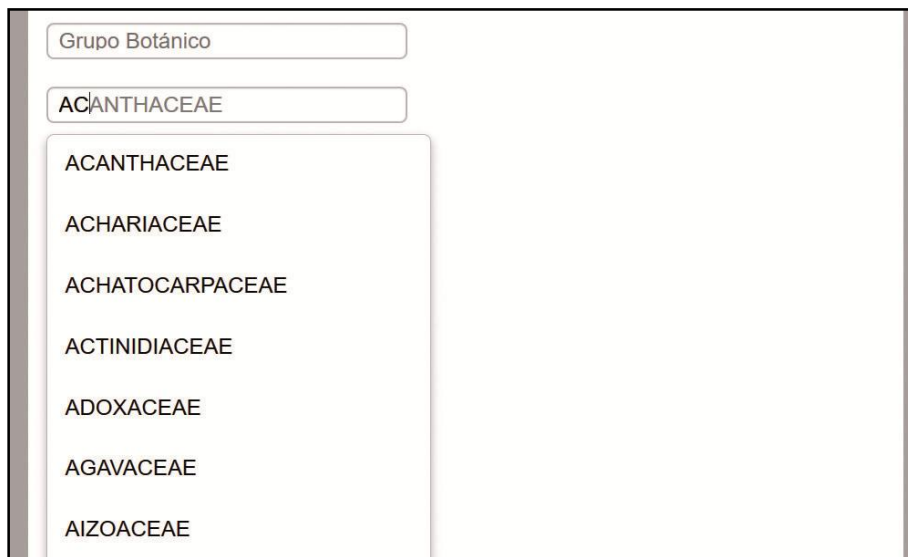 Grupo Botánico
ACANTHACEAE
ACANTHACEAE
ACHARIACEAE
ACHATOCARPACEAE
ACTINIDIACEAE
ADOXACEAE
AGAVACEAE
AIZOACEAE